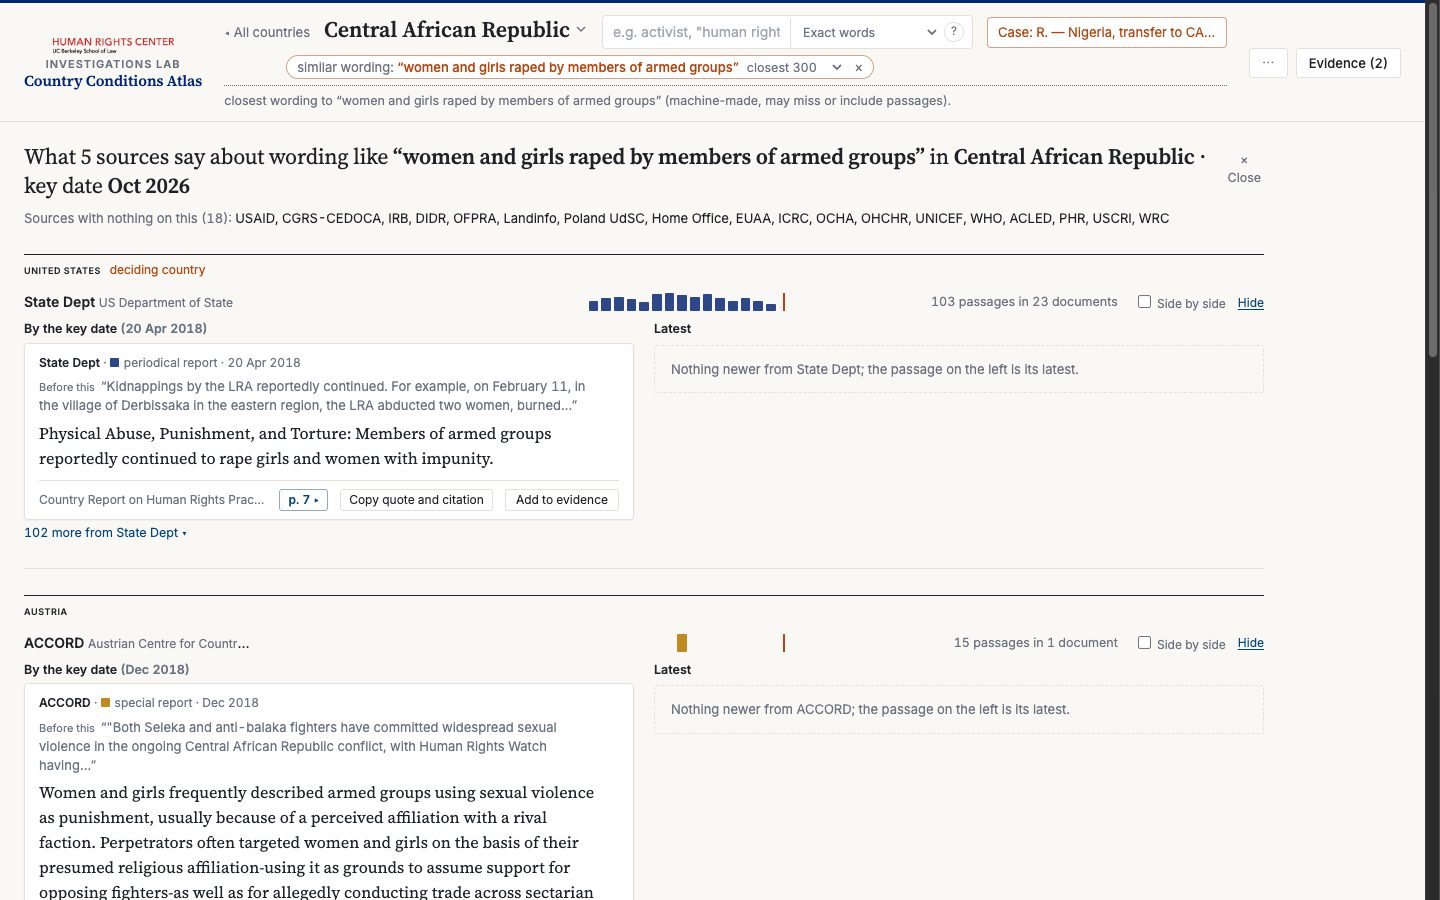 HUMAN RIGHTS CENTER
UC Berkeley School of Law
INVESTIGATIONS LAB
Country Conditions Atlas
◂ All countries
Central African Republic
e.g. activist, "human right
Exact words
?
Case: R. — Nigeria, transfer to CA...
similar wording: “women and girls raped by members of armed groups” closest 300 ×
closest wording to “women and girls raped by members of armed groups” (machine-made, may miss or include passages).
...
Evidence (2)
What 5 sources say about wording like “women and girls raped by members of armed groups” in Central African Republic ·
key date Oct 2026
×
Close
Sources with nothing on this (18): USAID, CGRS-CEDOCA, IRB, DIDR, OFPRA, Landinfo, Poland UdSC, Home Office, EUAA, ICRC, OCHA, OHCHR, UNICEF, WHO, ACLED, PHR, USCRI, WRC
UNITED STATES deciding country
State Dept US Department of State
103 passages in 23 documents
Side by side
Hide
By the key date (20 Apr 2018)
Latest
State Dept · periodical report · 20 Apr 2018
Before this “Kidnappings by the LRA reportedly continued. For example, on February 11, in
the village of Derbissaka in the eastern region, the LRA abducted two women, burned...”
Physical Abuse, Punishment, and Torture: Members of armed groups
reportedly continued to rape girls and women with impunity.
Country Report on Human Rights Prac...
p. 7 ▸
Copy quote and citation
Add to evidence
Nothing newer from State Dept; the passage on the left is its latest.
102 more from State Dept ▾
AUSTRIA
ACCORD Austrian Centre for Countr...
15 passages in 1 document
Side by side
Hide
By the key date (Dec 2018)
Latest
ACCORD · special report · Dec 2018
Before this “"Both Seleka and anti-balaka fighters have committed widespread sexual
violence in the ongoing Central African Republic conflict, with Human Rights Watch
having...”
Women and girls frequently described armed groups using sexual violence
as punishment, usually because of a perceived affiliation with a rival
faction. Perpetrators often targeted women and girls on the basis of their
presumed religious affiliation-using it as grounds to assume support for
opposing fighters-as well as for allegedly conducting trade across sectarian
Nothing newer from ACCORD; the passage on the left is its latest.